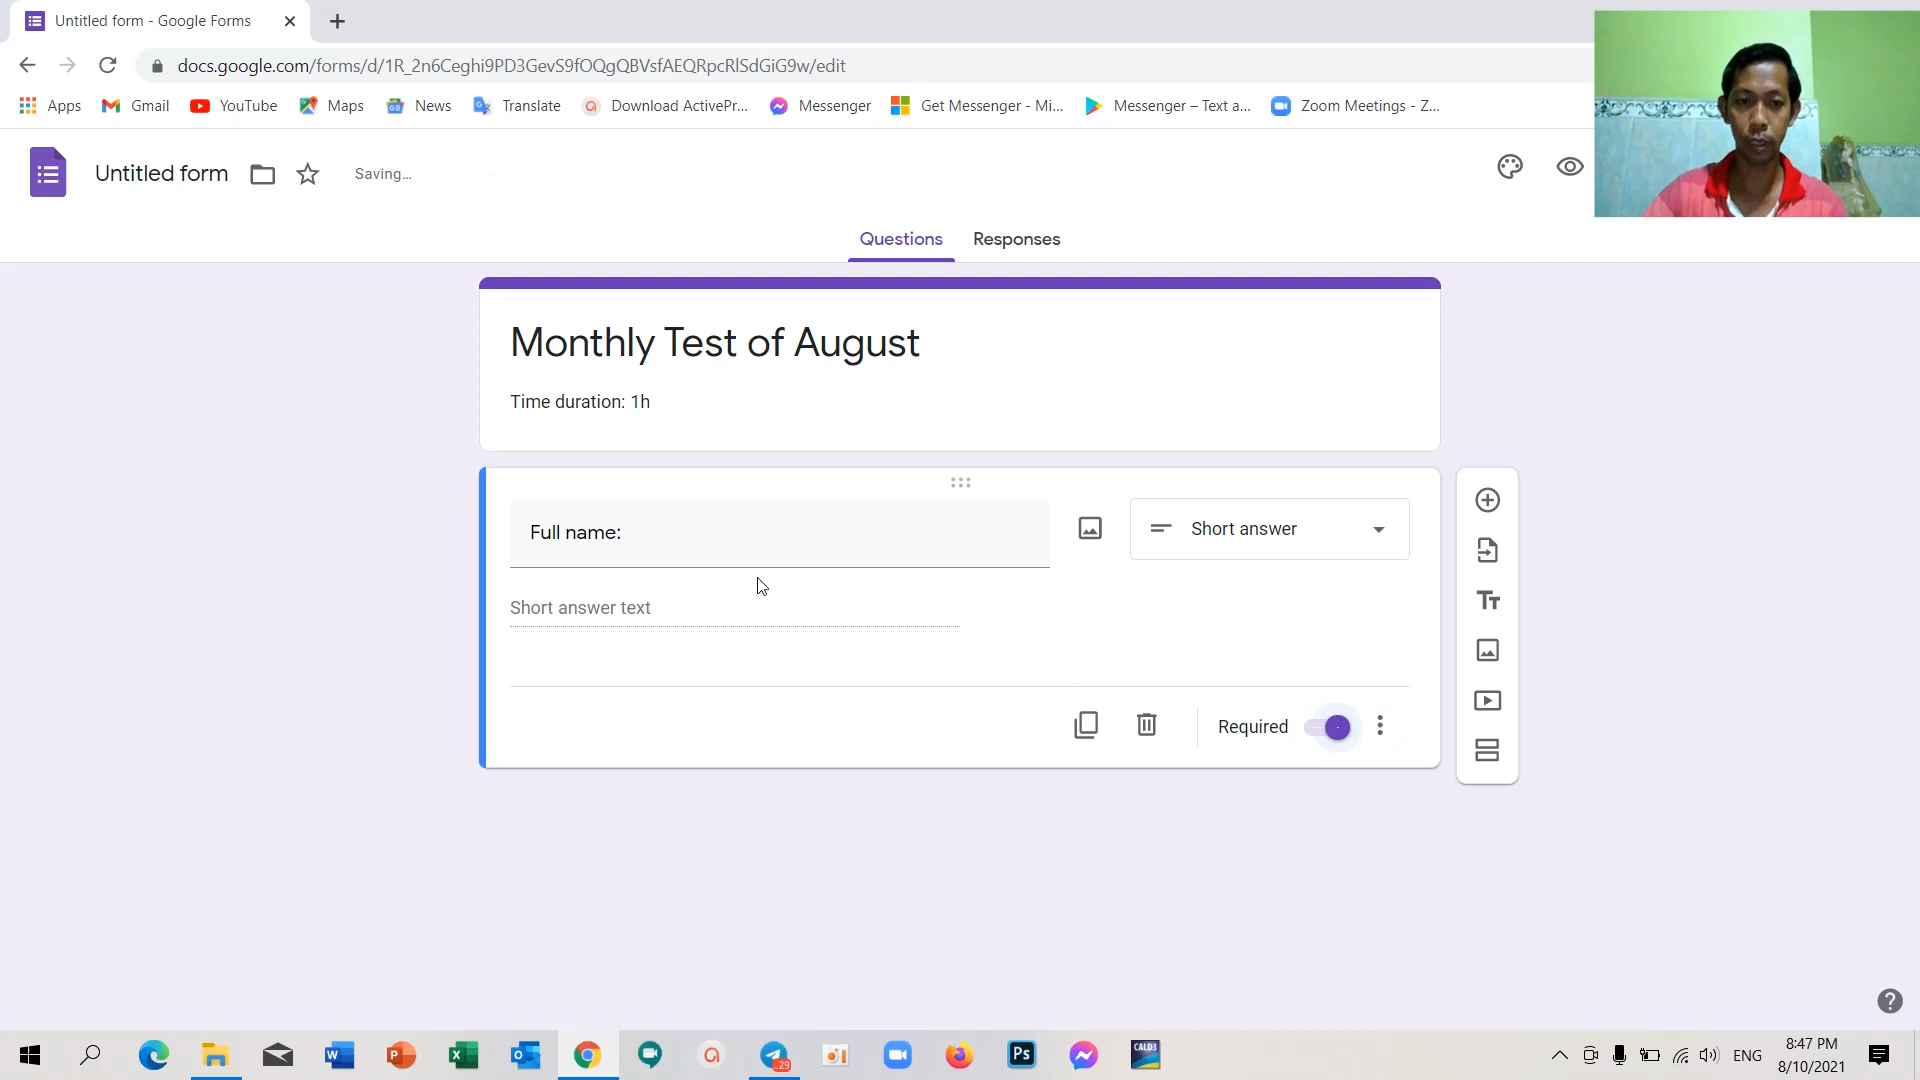 Untitled form - Google Forms
docs.google.com/forms/d/1R_2n6Ceghi9PD3GevS9fOQgQBVsfAEQRpcRlSdGiG9w/edit
Apps
Gmail
YouTube
Maps
News
Translate
Download ActivePr...
Messenger
Get Messenger - Mi...
Messenger – Text a...
Zoom Meetings - Z...
Untitled form
Saving...
Questions
Responses
Monthly Test of August
Time duration: 1h
Full name:
Short answer
Short answer text
Required
29
CALD3
ENG
8:47 PM
8/10/2021